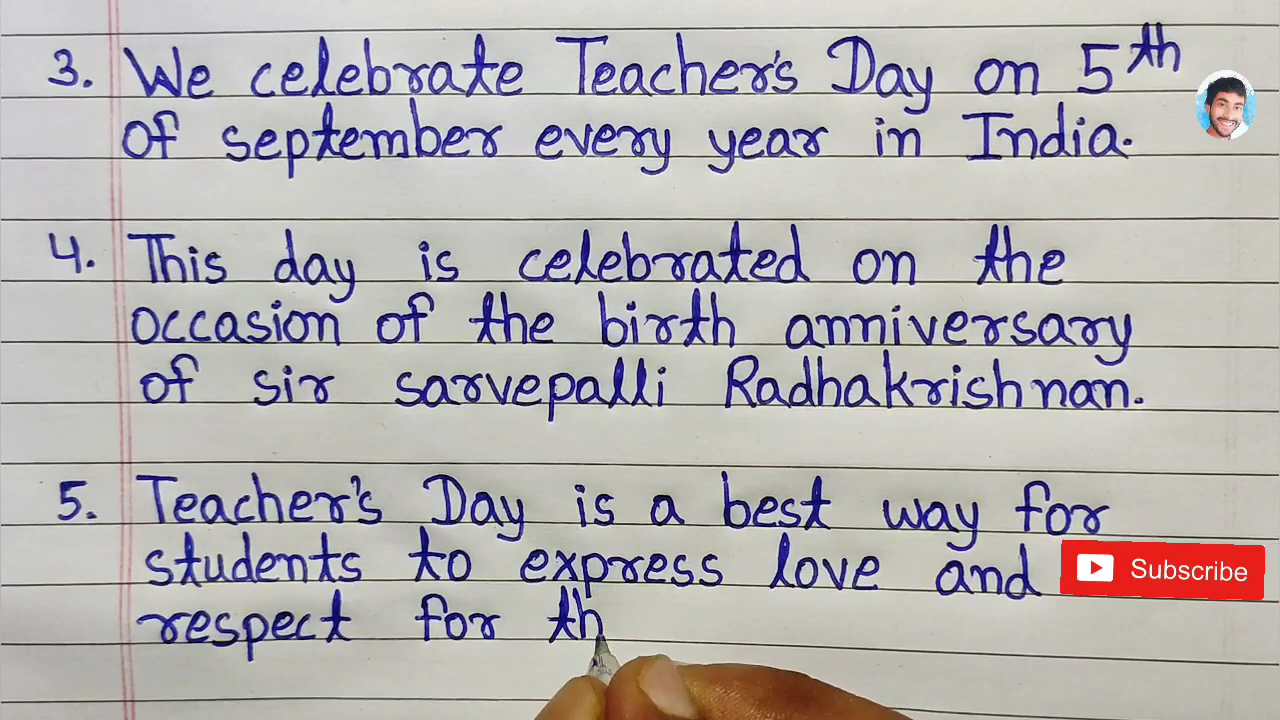 3. We celebrate Teacher's Day on 5th
of september every year in India.
4. This day is celebrated on the
occasion of the birth anniversary
of sir sarvepalli Radhakrishnan.
5. Teacher's Day is a best way for
students to express love and
Subscribe
respect for th